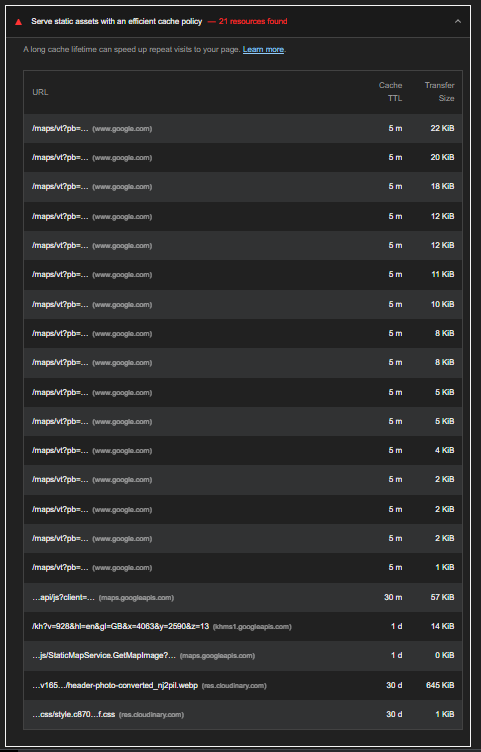 Serve static assets with an efficient cache policy — 21 resources found
A long cache lifetime can speed up repeat visits to your page. Learn more.
URL Cache TTL Transfer Size
/maps/vt?pb=… (www.google.com) 5 m 22 KiB
/maps/vt?pb=… (www.google.com) 5 m 20 KiB
/maps/vt?pb=… (www.google.com) 5 m 18 KiB
/maps/vt?pb=… (www.google.com) 5 m 12 KiB
/maps/vt?pb=… (www.google.com) 5 m 12 KiB
/maps/vt?pb=… (www.google.com) 5 m 11 KiB
/maps/vt?pb=… (www.google.com) 5 m 10 KiB
/maps/vt?pb=… (www.google.com) 5 m 8 KiB
/maps/vt?pb=… (www.google.com) 5 m 8 KiB
/maps/vt?pb=… (www.google.com) 5 m 5 KiB
/maps/vt?pb=… (www.google.com) 5 m 5 KiB
/maps/vt?pb=… (www.google.com) 5 m 4 KiB
/maps/vt?pb=… (www.google.com) 5 m 2 KiB
/maps/vt?pb=… (www.google.com) 5 m 2 KiB
/maps/vt?pb=… (www.google.com) 5 m 2 KiB
/maps/vt?pb=… (www.google.com) 5 m 1 KiB
…api/js?client=… (maps.googleapis.com) 30 m 57 KiB
/kh?v=928&hl=en&gl=GB&x=4063&y=2590&z=13 (khms1.googleapis.com) 1 d 14 KiB
…js/StaticMapService.GetMapImage?… (maps.googleapis.com) 1 d 0 KiB
…v165…/header-photo-converted_nj2pil.webp (res.cloudinary.com) 30 d 645 KiB
…css/style.c870…f.css (res.cloudinary.com) 30 d 1 KiB